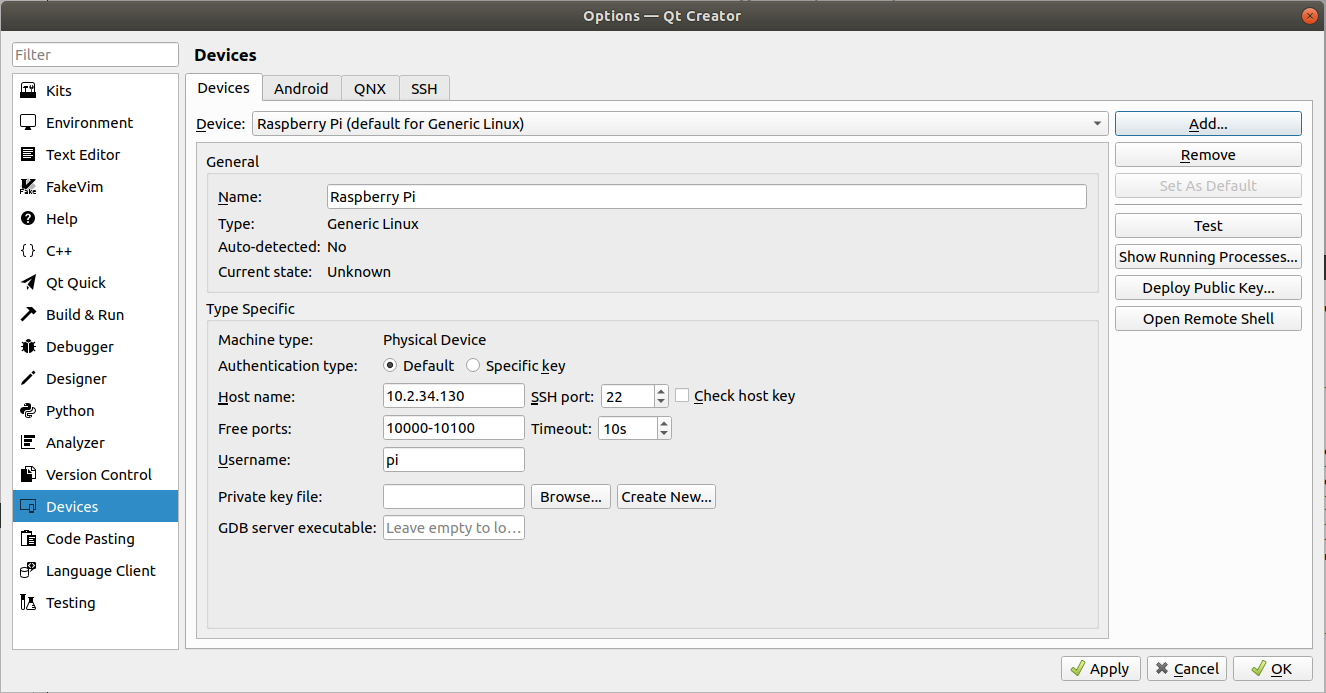 Options — Qt Creator
Filter
Devices
Kits
Environment
Text Editor
FakeVim
Help
C++
Qt Quick
Build & Run
Debugger
Designer
Python
Analyzer
Version Control
Devices
Code Pasting
Language Client
Testing
Devices Android QNX SSH
Device: Raspberry Pi (default for Generic Linux)
General
Name: Raspberry Pi
Type: Generic Linux
Auto-detected: No
Current state: Unknown
Type Specific
Machine type: Physical Device
Authentication type: Default Specific key
Host name: 10.2.34.130 SSH port: 22 Check host key
Free ports: 10000-10100 Timeout: 10s
Username: pi
Private key file: Browse... Create New...
GDB server executable: Leave empty to lo...
Add...
Remove
Set As Default
Test
Show Running Processes...
Deploy Public Key...
Open Remote Shell
Apply Cancel OK